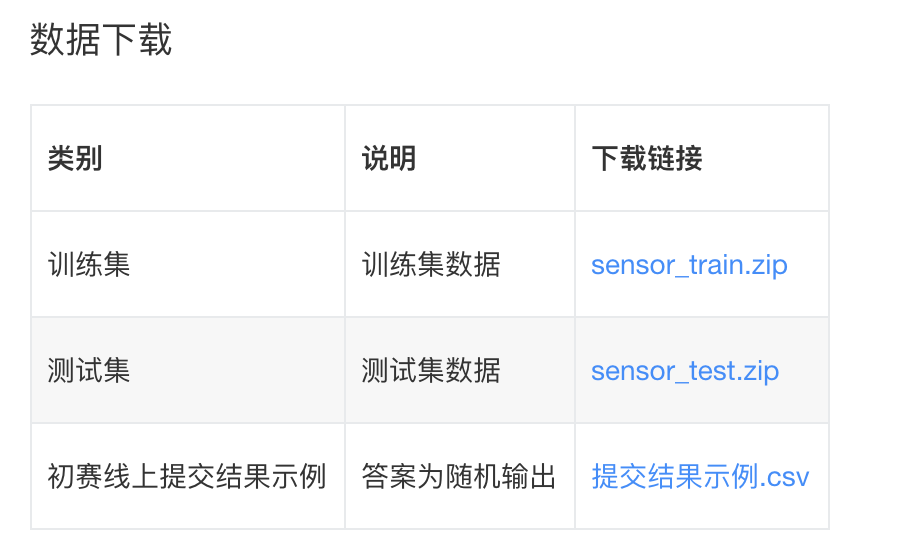 数据下载
类别 说明 下载链接
训练集 训练集数据 sensor_train.zip
测试集 测试集数据 sensor_test.zip
初赛线上提交结果示例 答案为随机输出 提交结果示例.csv